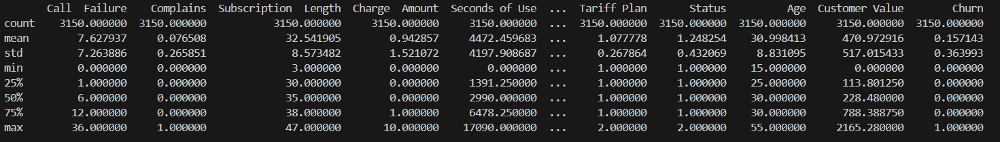 Call  Failure    Complains  Subscription  Length  Charge  Amount  Seconds of Use  ...  Tariff Plan       Status          Age  Customer Value        Churn
count   3150.000000  3150.000000          3150.000000     3150.000000     3150.000000  ...  3150.000000  3150.000000  3150.000000     3150.000000  3150.000000
mean       7.627937     0.076508            32.541905        0.942857     4472.459683  ...     1.077778     1.248254    30.998413      470.972916     0.157143
std        7.263886     0.265851             8.573482        1.521072     4197.908687  ...     0.267864     0.432069     8.831095      517.015433     0.363993
min        0.000000     0.000000             3.000000        0.000000        0.000000  ...     1.000000     1.000000    15.000000        0.000000     0.000000
25%        1.000000     0.000000            30.000000        0.000000     1391.250000  ...     1.000000     1.000000    25.000000      113.801250     0.000000
50%        6.000000     0.000000            35.000000        0.000000     2990.000000  ...     1.000000     1.000000    30.000000      228.480000     0.000000
75%       12.000000     0.000000            38.000000        1.000000     6478.250000  ...     1.000000     1.000000    30.000000      788.388750     0.000000
max       36.000000     1.000000            47.000000       10.000000    17090.000000  ...     2.000000     2.000000    55.000000     2165.280000     1.000000